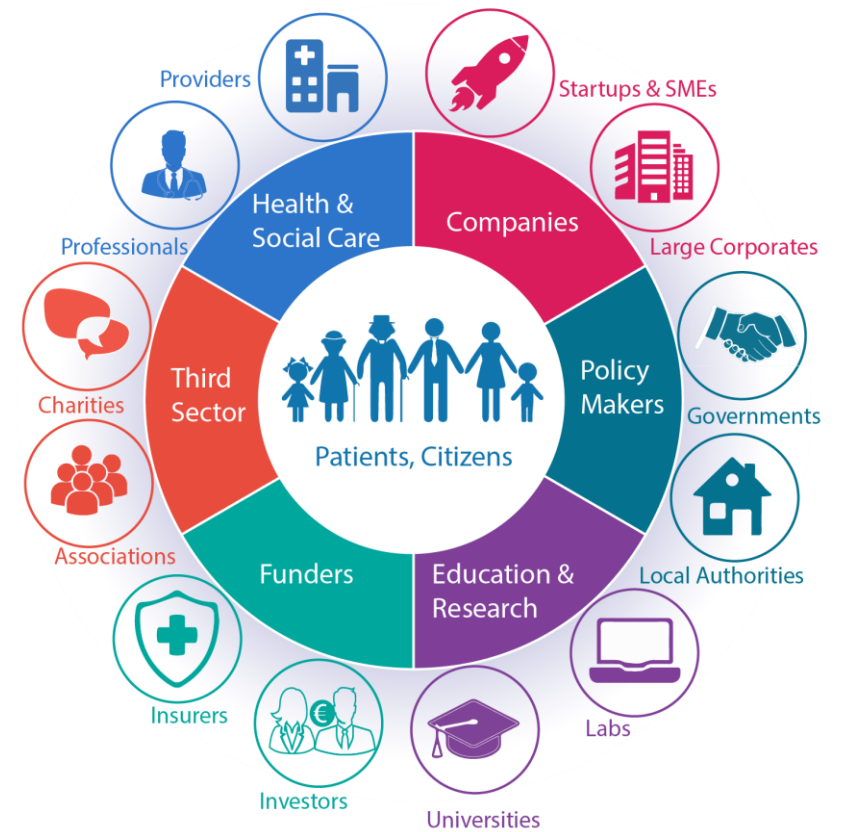 Providers
Startups & SMEs
Health &
Social Care
Companies
Professionals
Large Corporates
Third
Sector
Policy
Makers
Charities
Governments
Patients, Citizens
Associations
Local Authorities
Funders
Education &
Research
Insurers
€
Labs
Investors
Universities